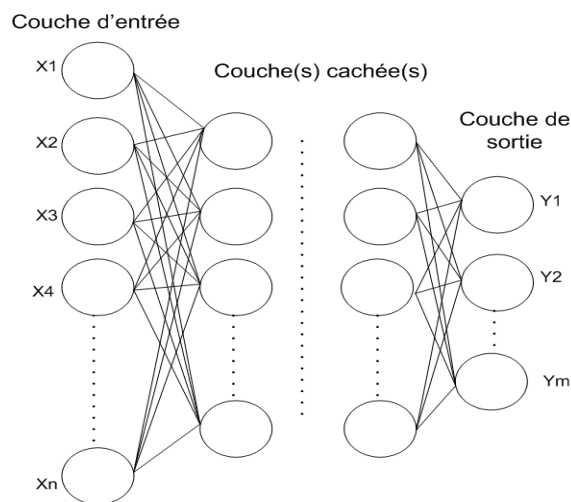 Couche d'entrée
X1
Couche(s) cachée(s)
X2
Couche de
sortie
X3
Y1
X4
Y2
Ym
Xn